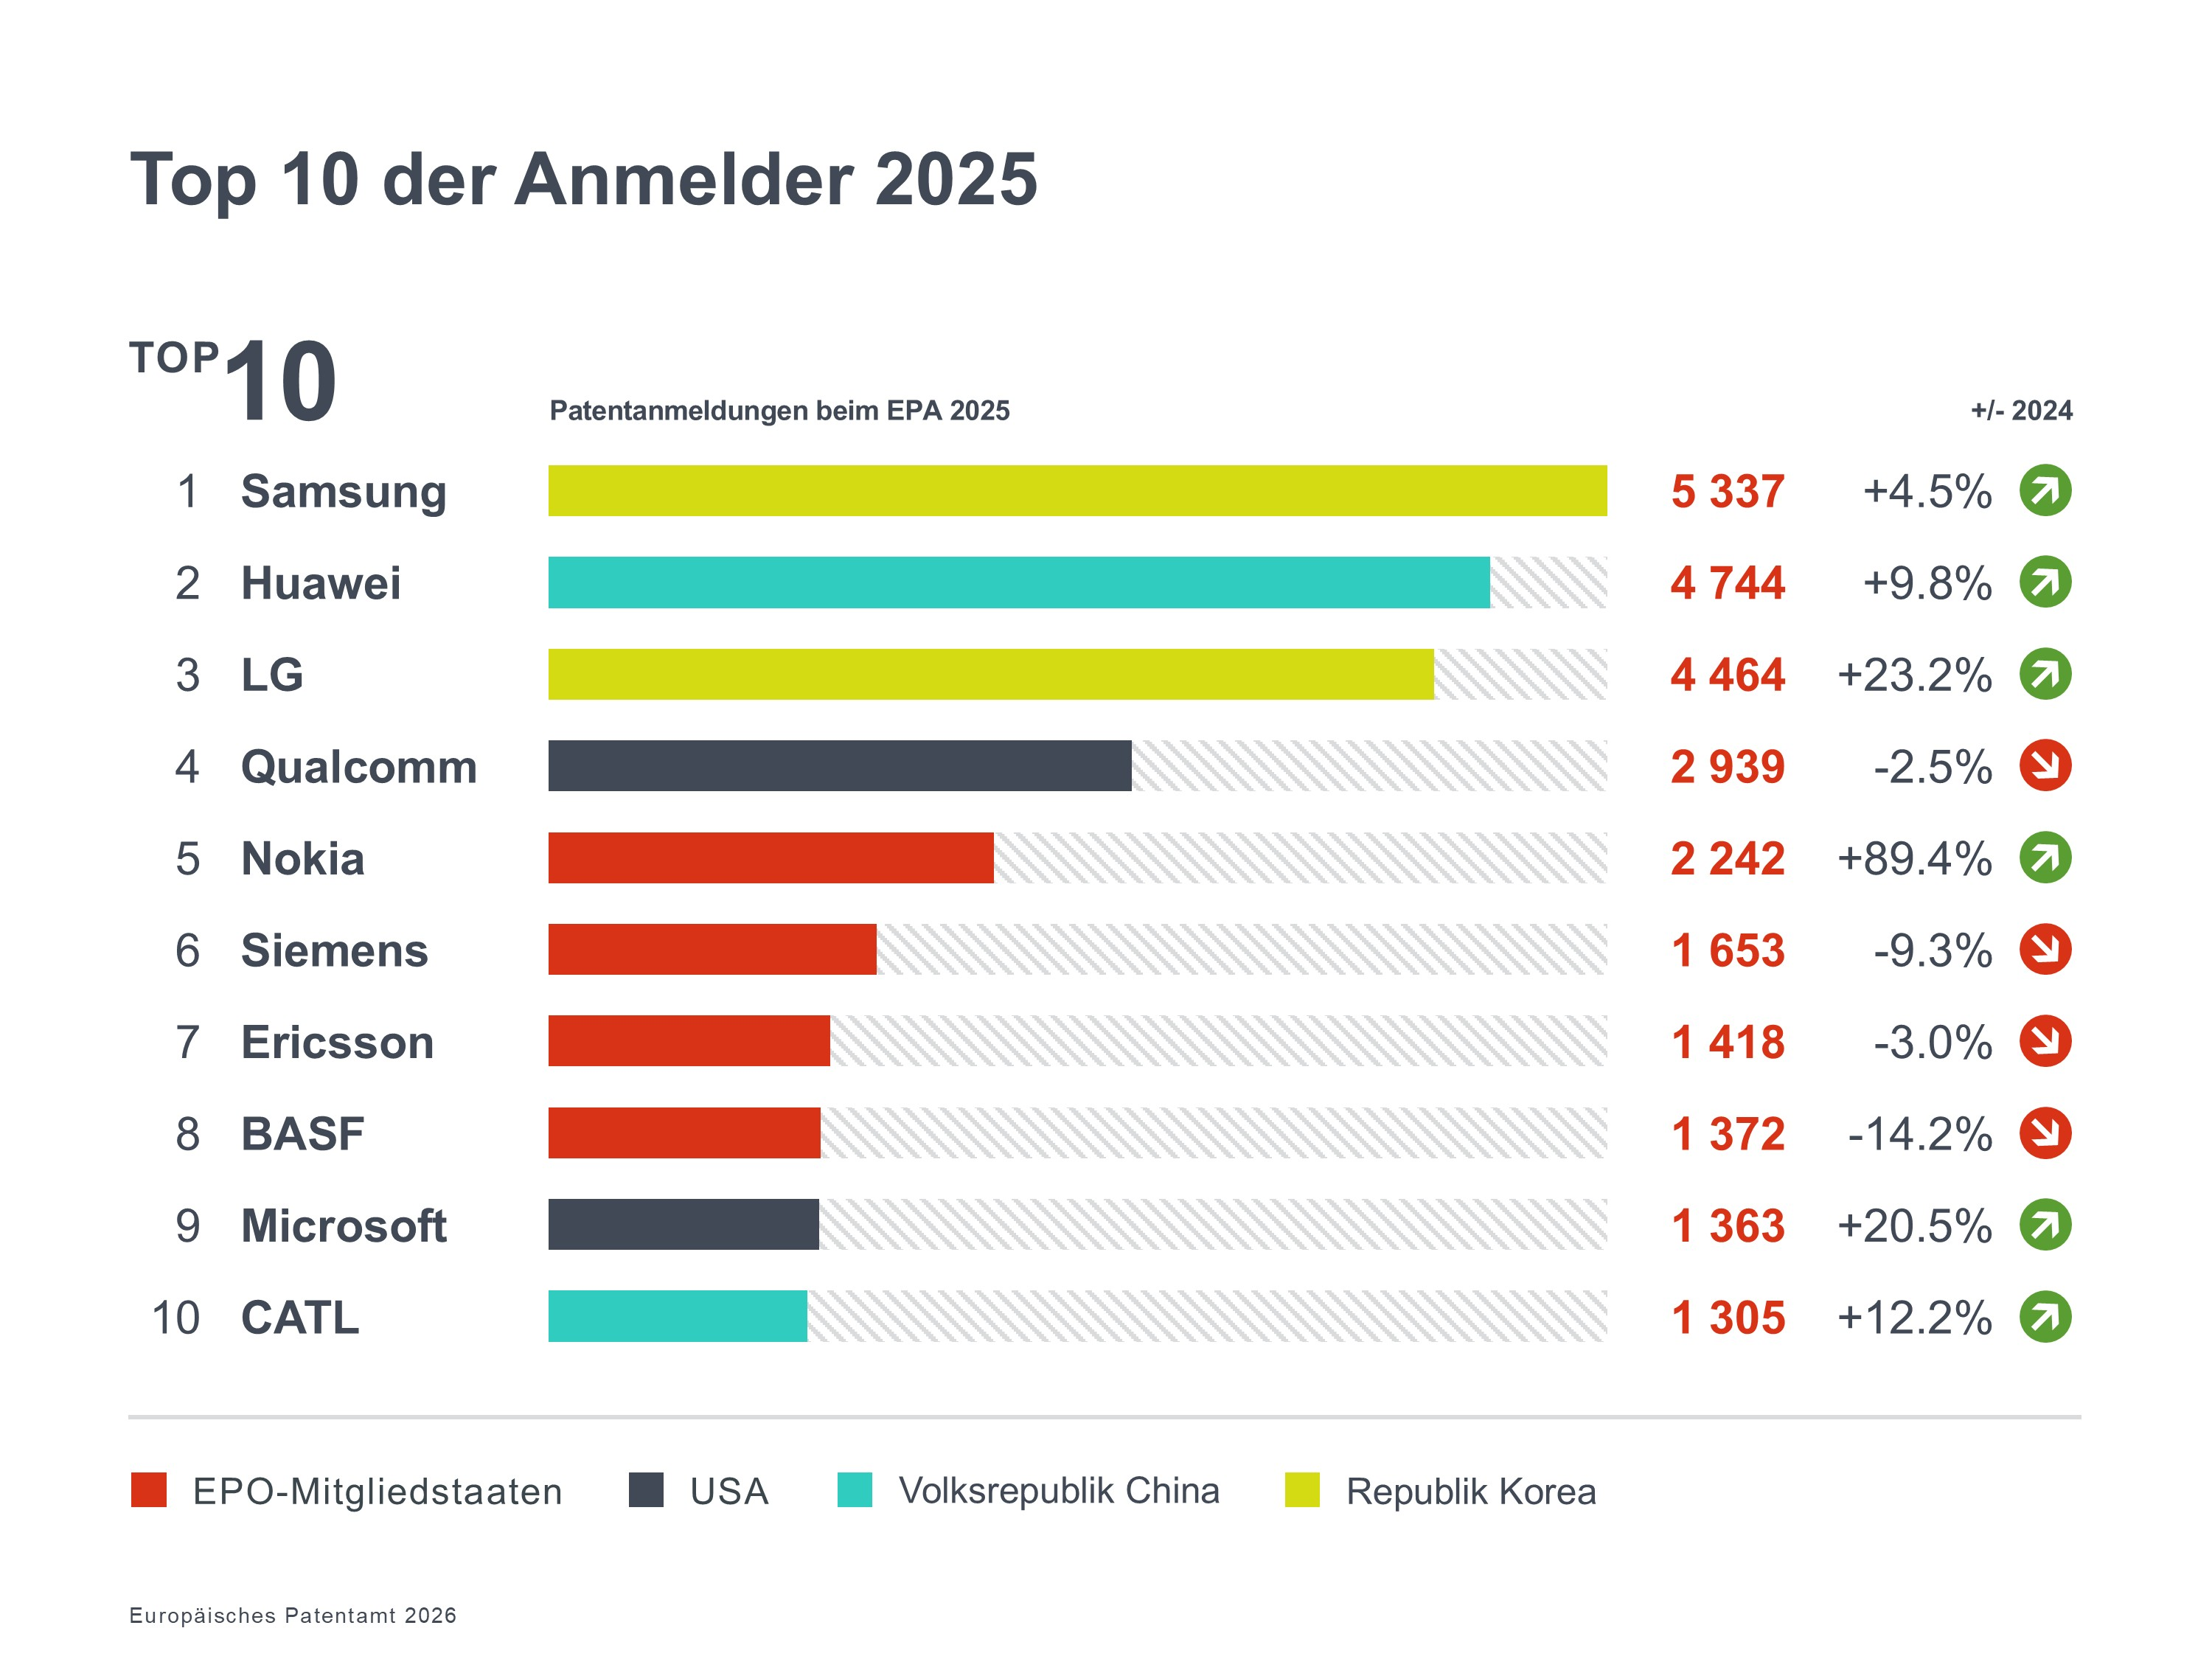 Top 10 der Anmelder 2025
TOP 10
Patentanmeldungen beim EPA 2025 +/- 2024
1 Samsung 5 337 +4.5%
2 Huawei 4 744 +9.8%
3 LG 4 464 +23.2%
4 Qualcomm 2 939 -2.5%
5 Nokia 2 242 +89.4%
6 Siemens 1 653 -9.3%
7 Ericsson 1 418 -3.0%
8 BASF 1 372 -14.2%
9 Microsoft 1 363 +20.5%
10 CATL 1 305 +12.2%
EPO-Mitgliedstaaten USA Volksrepublik China Republik Korea
Europäisches Patentamt 2026